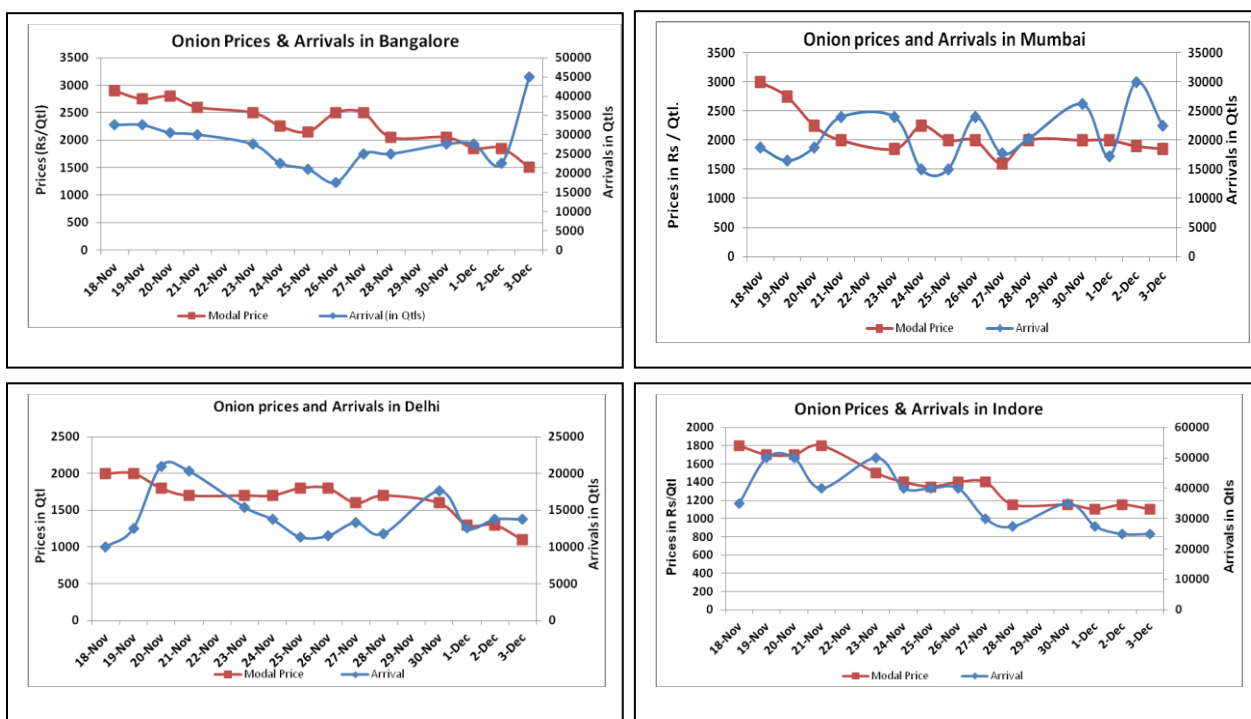 Onion Prices & Arrivals in Bangalore
Prices (Rs/Qtl)
3500
3000
2500
2000
1500
1000
500
0
50000
45000
40000
35000
30000
25000
20000
15000
10000
5000
0
Arrivals in Qtls
18-Nov
19-Nov
20-Nov
21-Nov
22-Nov
23-Nov
24-Nov
25-Nov
26-Nov
27-Nov
28-Nov
29-Nov
30-Nov
1-Dec
2-Dec
3-Dec
Modal Price
Arrival (in Qtls)
Onion prices and Arrivals in Mumbai
Prices in Rs / Qtl.
3500
3000
2500
2000
1500
1000
500
0
35000
30000
25000
20000
15000
10000
5000
0
Arrivals in Qtls
18-Nov
19-Nov
20-Nov
21-Nov
22-Nov
23-Nov
24-Nov
25-Nov
26-Nov
27-Nov
28-Nov
29-Nov
30-Nov
1-Dec
2-Dec
3-Dec
Modal Price
Arrival
Onion prices and Arrivals in Delhi
Prices in Qtl
2500
2000
1500
1000
500
0
25000
20000
15000
10000
5000
0
Arrivals in Qtls
18-Nov
19-Nov
20-Nov
21-Nov
22-Nov
23-Nov
24-Nov
25-Nov
26-Nov
27-Nov
28-Nov
29-Nov
30-Nov
1-Dec
2-Dec
3-Dec
Modal Price
Arrival
Onion Prices & Arrivals in Indore
Prices in Rs/Qtl
2000
1800
1600
1400
1200
1000
800
600
400
200
0
60000
50000
40000
30000
20000
10000
0
Arrivals in Qtls
18-Nov
19-Nov
20-Nov
21-Nov
22-Nov
23-Nov
24-Nov
25-Nov
26-Nov
27-Nov
28-Nov
29-Nov
30-Nov
1-Dec
2-Dec
3-Dec
Modal Price
Arrival